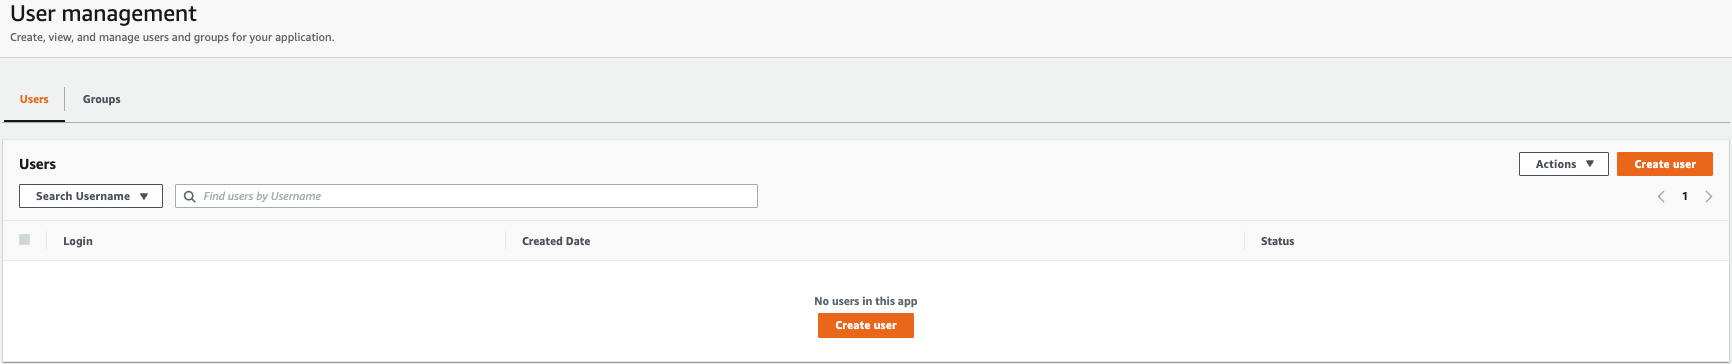 User management
Create, view, and manage users and groups for your application.
Users
Groups
Users
Actions
Create user
Search Username
Find users by Username
1
Login
Created Date
Status
No users in this app
Create user